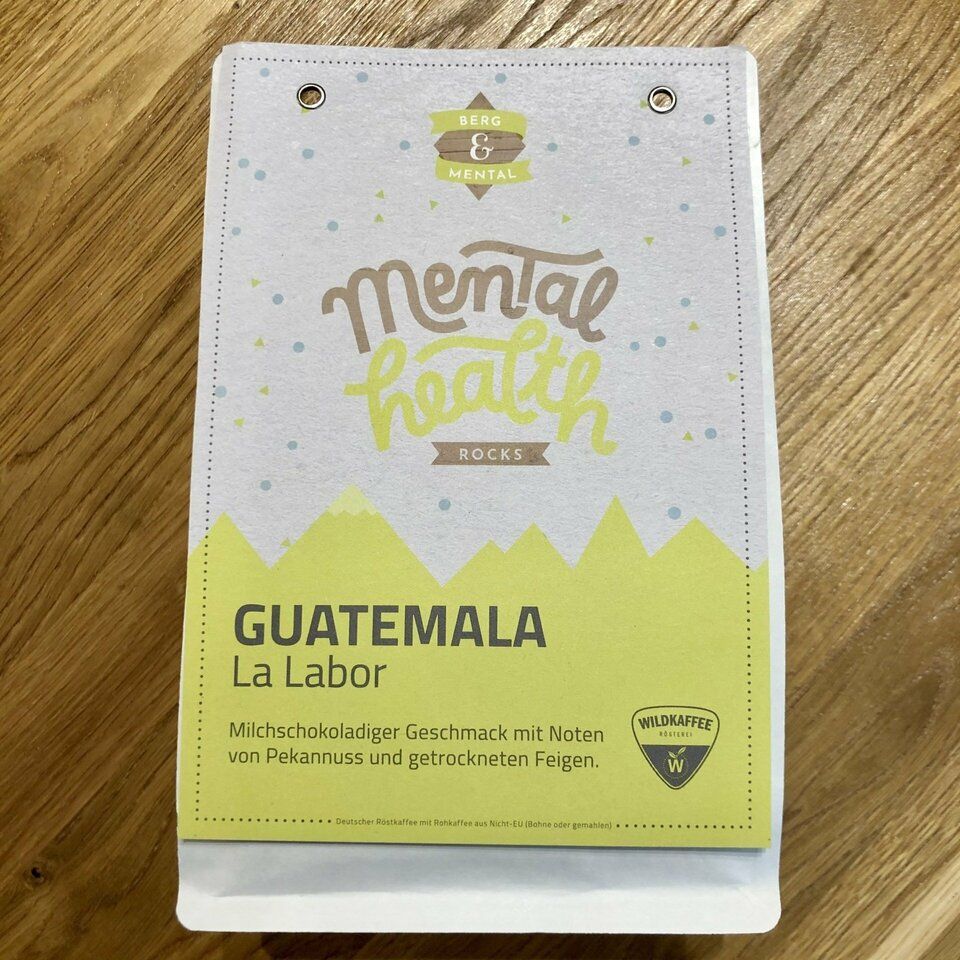 BERG
&
MENTAL
mental
health
ROCKS
GUATEMALA
La Labor
Milchschokoladiger Geschmack mit Noten
von Pekannuss und getrockneten Feigen.
WILDKAFFEE
RÖSTEREI
W
Deutscher Röstkaffee mit Rohkaffee aus Nicht-EU (Bohne oder gemahlen)